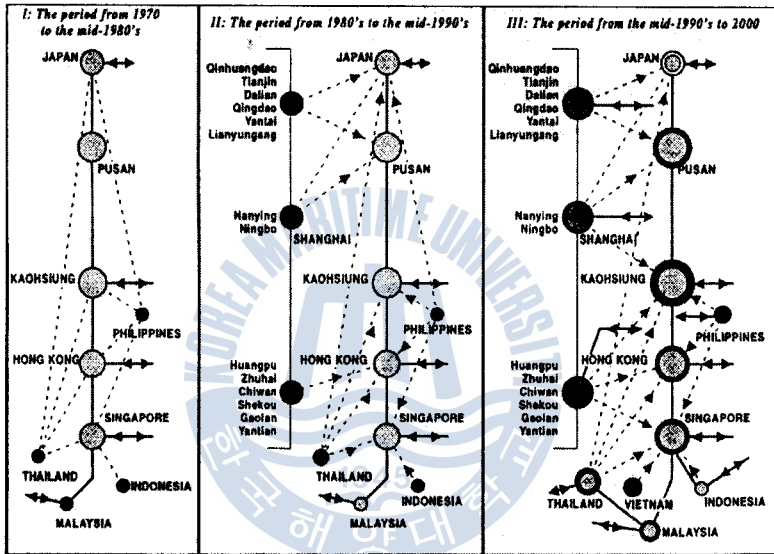 I: The period from 1970
to the mid-1980's
JAPAN
PUSAN
KAOHSIUNG
PHILIPPINES
HONG KONG
SINGAPORE
THAILAND
INDONESIA
MALAYSIA
II: The period from 1980's to the mid-1990's
JAPAN
Qinhuangdao
Tianjin
Dalian
Qingdao
Yantai
Lianyungang
PUSAN
Nanying
Ningbo
SHANGHAI
KAOHSIUNG
PHILIPPINES
HONG KONG
Huangpu
Zhuhai
Chiwan
Shekou
Gaolan
Yantian
SINGAPORE
THAILAND
INDONESIA
MALAYSIA
III: The period from the mid-1990's to 2000
JAPAN
Qinhuangdao
Tianjin
Dalian
Qingdao
Yantai
Lianyungang
PUSAN
Nanying
Ningbo
SHANGHAI
KAOHSIUNG
PHILIPPINES
HONG KONG
Huangpu
Zhuhai
Chiwan
Shekou
Gaolan
Yantian
SINGAPORE
THAILAND
VIETNAM
INDONESIA
MALAYSIA
KOREA MARITIME UNIVERSITY
한국해양대학교